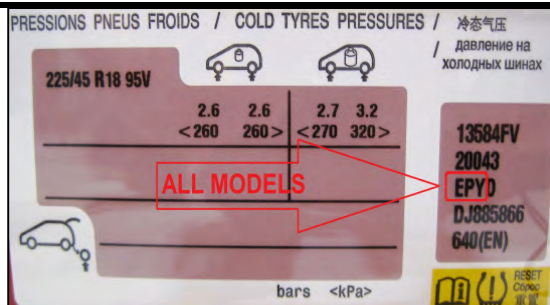 PRESSIONS PNEUS FROIDS / COLD TYRES PRESSURES / 冷态气压
/ давление на холодных шинах
225/45 R18 95V
2.6 2.6 2.7 3.2
<260 260> <270 320>
13584FV
20043
ALL MODELS
EPY0
DJ885866
640(EN)
bars <kPa>
RESET
Сброс